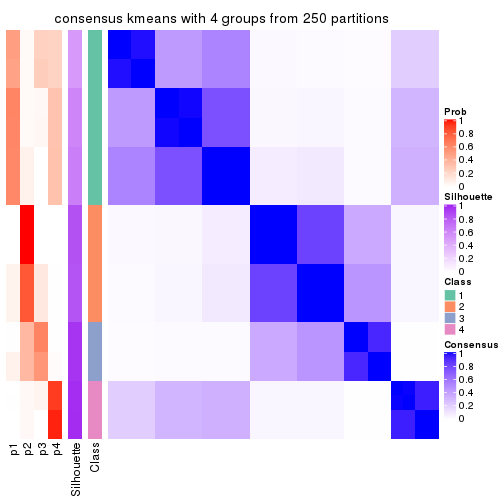 consensus kmeans with 4 groups from 250 partitions
Prob
1
0.8
0.6
0.4
0.2
0
Silhouette
1
0.8
0.6
0.4
0.2
0
Class
1
2
3
4
Consensus
1
0.8
0.6
0.4
0.2
0
p1
p2
p3
p4
Silhouette
Class